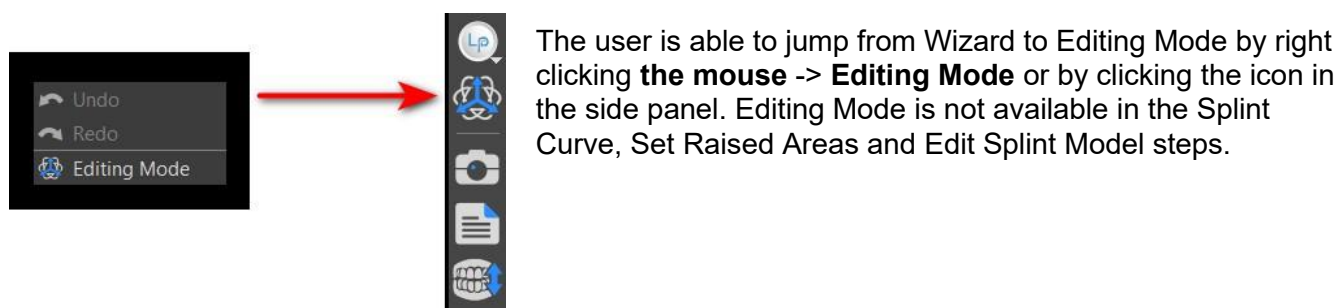 Undo
Redo
Editing Mode
Lp
The user is able to jump from Wizard to Editing Mode by right
clicking the mouse -> Editing Mode or by clicking the icon in
the side panel. Editing Mode is not available in the Splint
Curve, Set Raised Areas and Edit Splint Model steps.